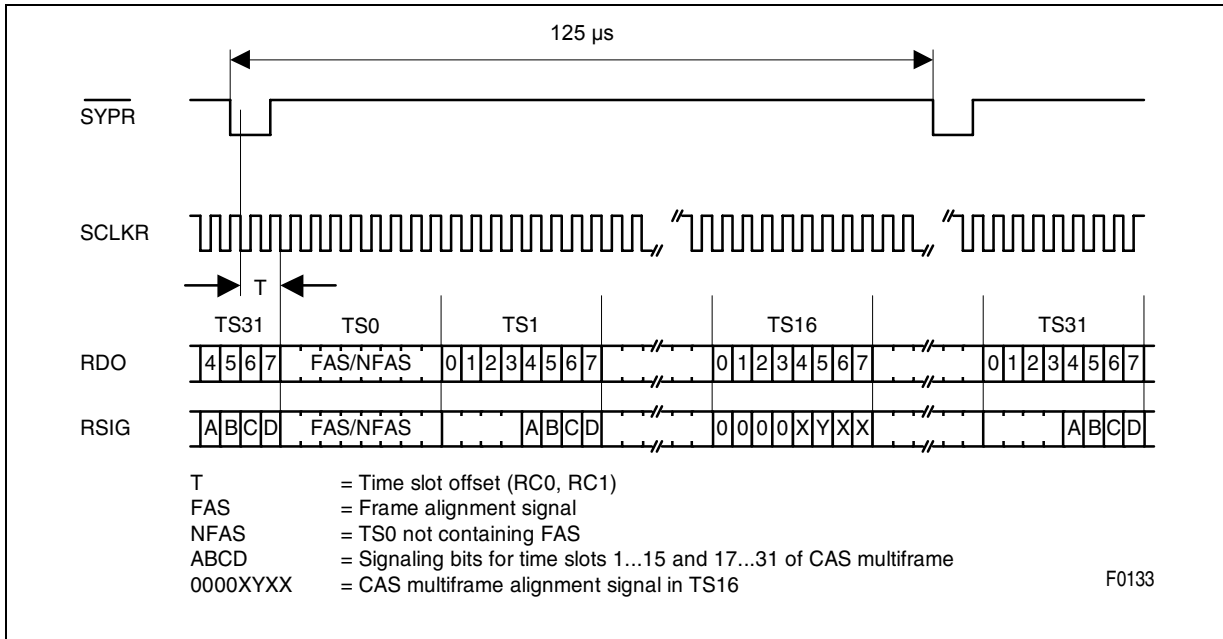 125 µs
SYPR
SCLKR
T
TS31 TS0 TS1 TS16 TS31
RDO 4 5 6 7 FAS/NFAS 0 1 2 3 4 5 6 7 0 1 2 3 4 5 6 7 0 1 2 3 4 5 6 7
RSIG A B C D FAS/NFAS A B C D 0 0 0 0 X Y X X A B C D
T = Time slot offset (RC0, RC1)
FAS = Frame alignment signal
NFAS = TS0 not containing FAS
ABCD = Signaling bits for time slots 1...15 and 17...31 of CAS multiframe
0000XYXX = CAS multiframe alignment signal in TS16
F0133